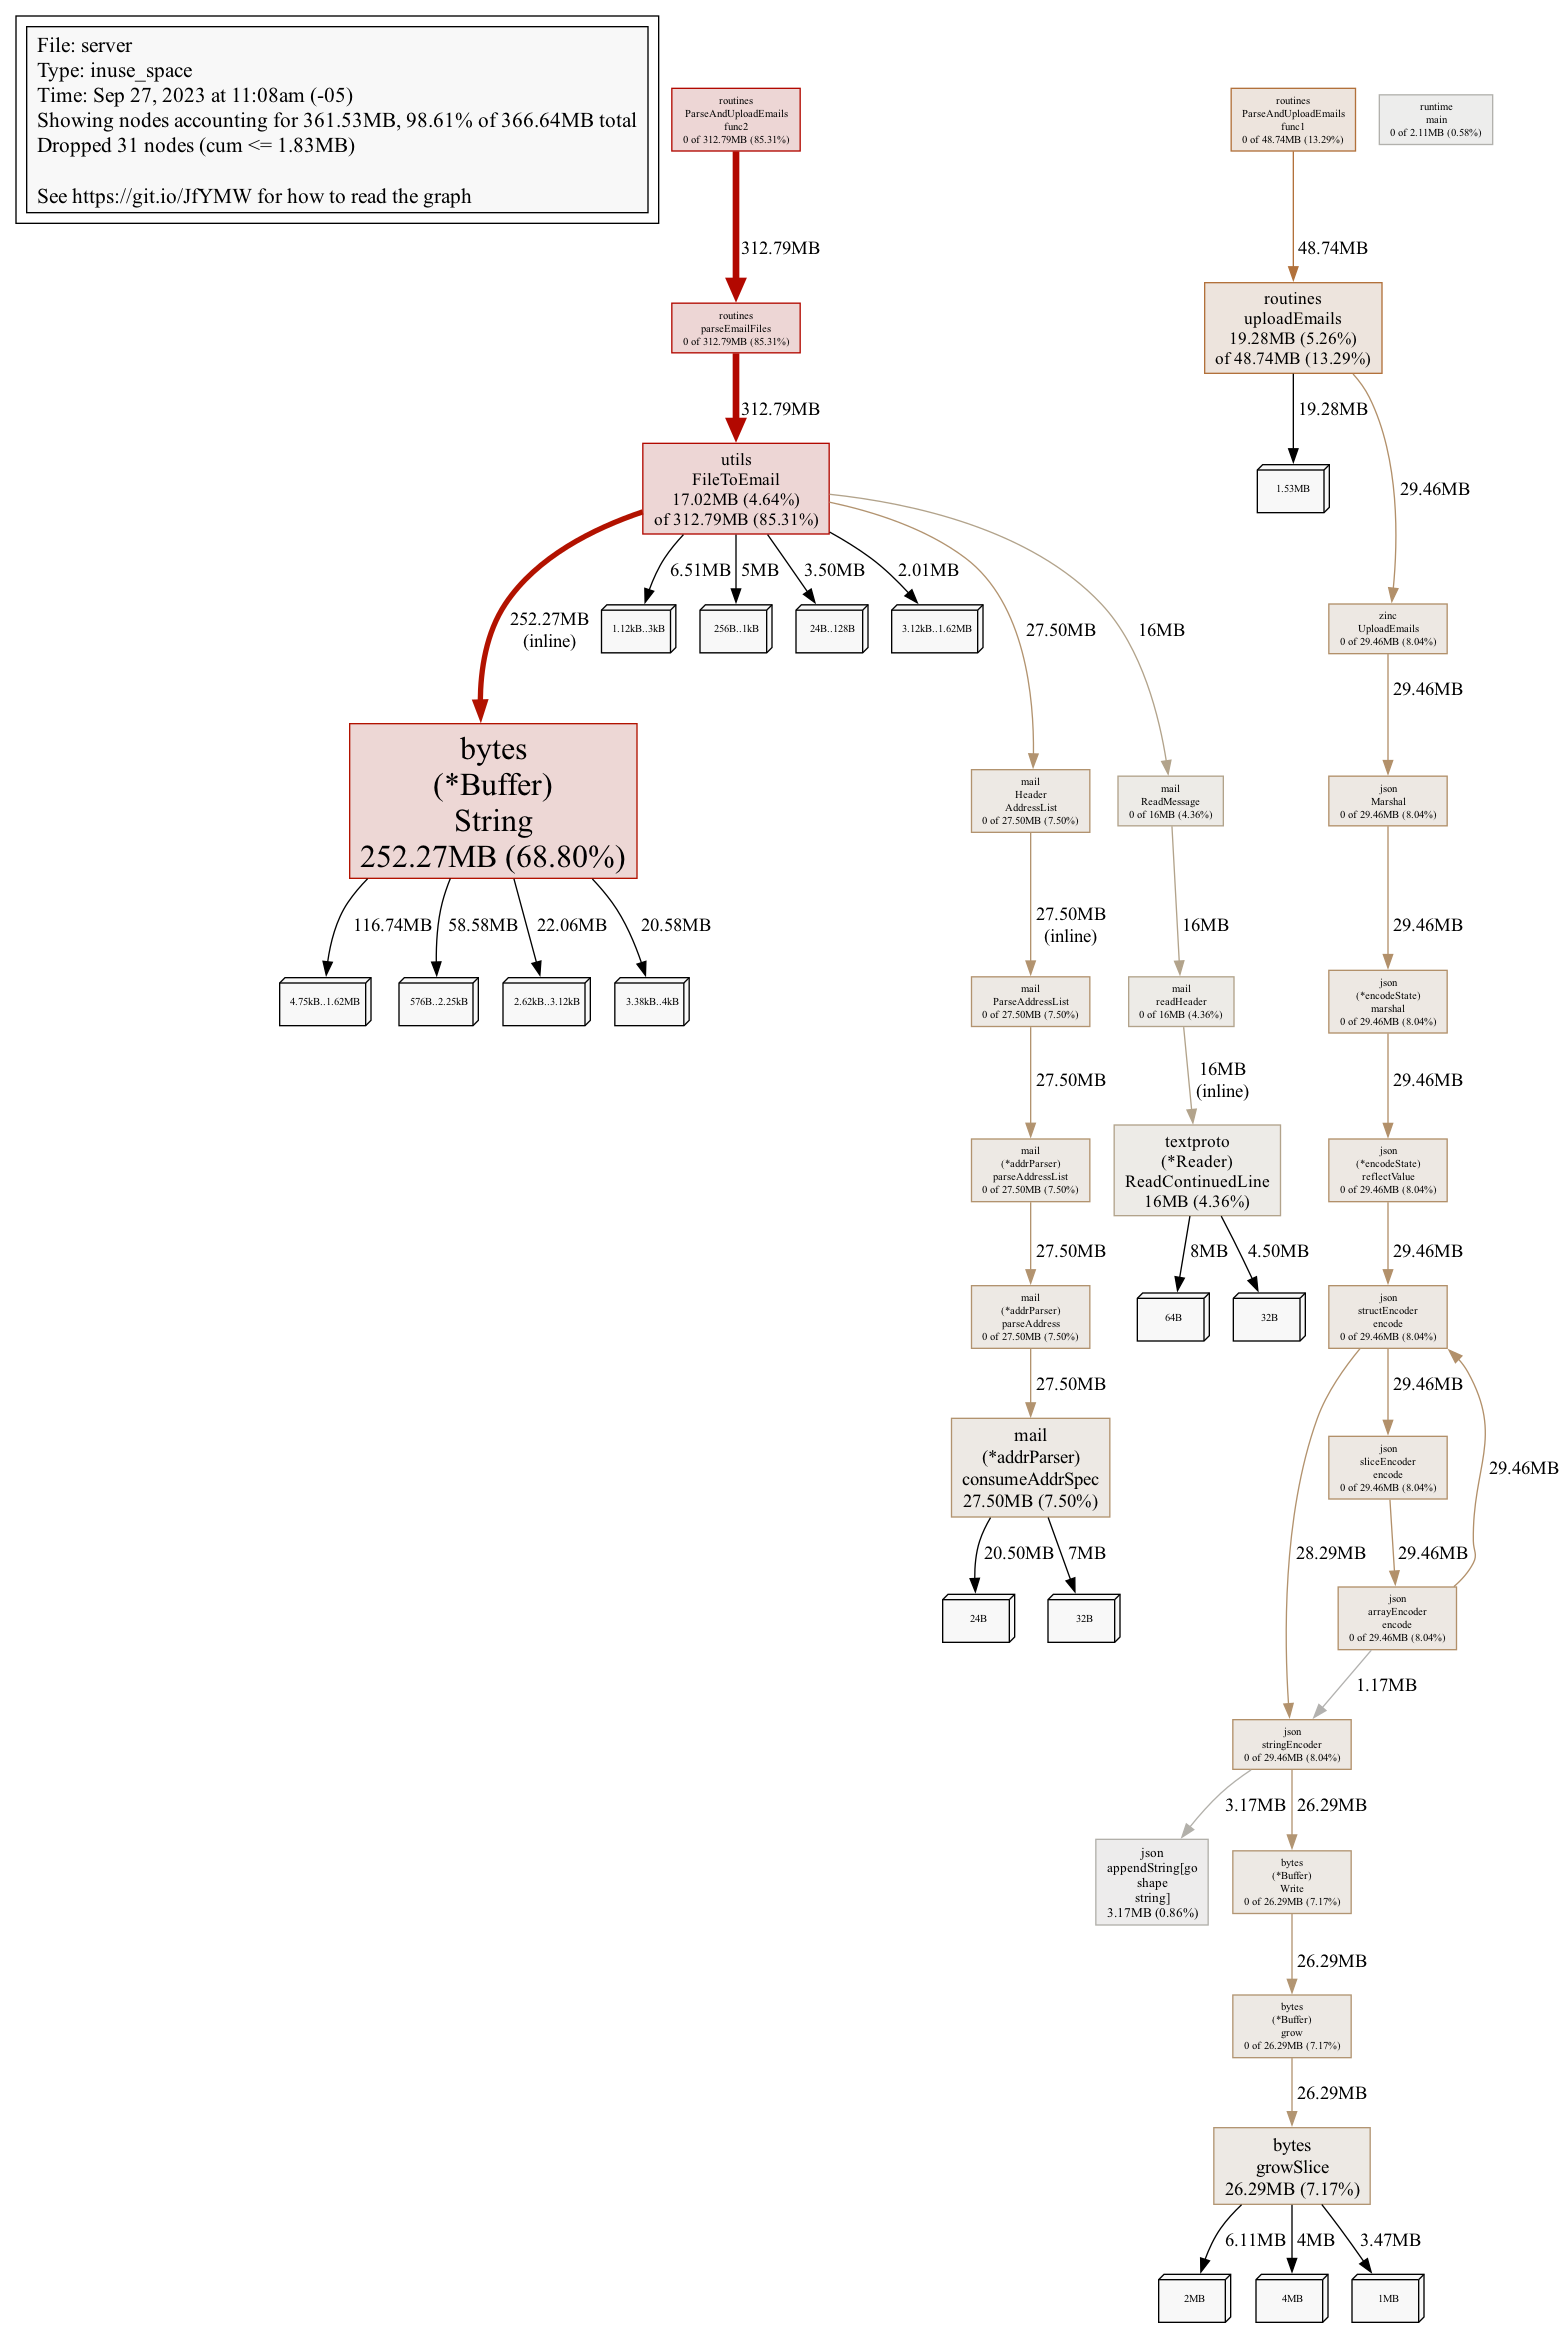 File: server
Type: inuse_space
Time: Sep 27, 2023 at 11:08am (-05)
Showing nodes accounting for 361.53MB, 98.61% of 366.64MB total
Dropped 31 nodes (cum <= 1.83MB)
See https://git.io/JfYMW for how to read the graph
routines
ParseAndUploadEmails
func2
0 of 312.79MB (85.31%)
312.79MB
routines
parseEmailFiles
0 of 312.79MB (85.31%)
312.79MB
utils
FileToEmail
17.02MB (4.64%)
of 312.79MB (85.31%)
252.27MB
(inline)
6.51MB
5MB
3.50MB
2.01MB
27.50MB
16MB
1.12kB..3kB
256B..1kB
24B..128B
3.12kB..1.62MB
bytes
(*Buffer)
String
252.27MB (68.80%)
116.74MB
58.58MB
22.06MB
20.58MB
4.75kB..1.62MB
576B..2.25kB
2.62kB..3.12kB
3.38kB..4kB
mail
Header
AddressList
0 of 27.50MB (7.50%)
27.50MB
(inline)
mail
ParseAddressList
0 of 27.50MB (7.50%)
27.50MB
mail
(*addrParser)
parseAddressList
0 of 27.50MB (7.50%)
27.50MB
mail
(*addrParser)
parseAddress
0 of 27.50MB (7.50%)
27.50MB
mail
(*addrParser)
consumeAddrSpec
27.50MB (7.50%)
20.50MB
7MB
24B
32B
mail
ReadMessage
0 of 16MB (4.36%)
16MB
mail
readHeader
0 of 16MB (4.36%)
16MB
(inline)
textproto
(*Reader)
ReadContinuedLine
16MB (4.36%)
8MB
4.50MB
64B
32B
routines
ParseAndUploadEmails
func1
0 of 48.74MB (13.29%)
48.74MB
routines
uploadEmails
19.28MB (5.26%)
of 48.74MB (13.29%)
19.28MB
1.53MB
29.46MB
zinc
UploadEmails
0 of 29.46MB (8.04%)
29.46MB
json
Marshal
0 of 29.46MB (8.04%)
29.46MB
json
(*encodeState)
marshal
0 of 29.46MB (8.04%)
29.46MB
json
(*encodeState)
reflectValue
0 of 29.46MB (8.04%)
29.46MB
json
structEncoder
encode
0 of 29.46MB (8.04%)
29.46MB
json
sliceEncoder
encode
0 of 29.46MB (8.04%)
29.46MB
29.46MB
28.29MB
json
arrayEncoder
encode
0 of 29.46MB (8.04%)
1.17MB
json
stringEncoder
0 of 29.46MB (8.04%)
3.17MB
26.29MB
json
appendString[go
shape
string]
3.17MB (0.86%)
bytes
(*Buffer)
Write
0 of 26.29MB (7.17%)
26.29MB
bytes
(*Buffer)
grow
0 of 26.29MB (7.17%)
26.29MB
bytes
growSlice
26.29MB (7.17%)
6.11MB
4MB
3.47MB
2MB
4MB
1MB
runtime
main
0 of 2.11MB (0.58%)